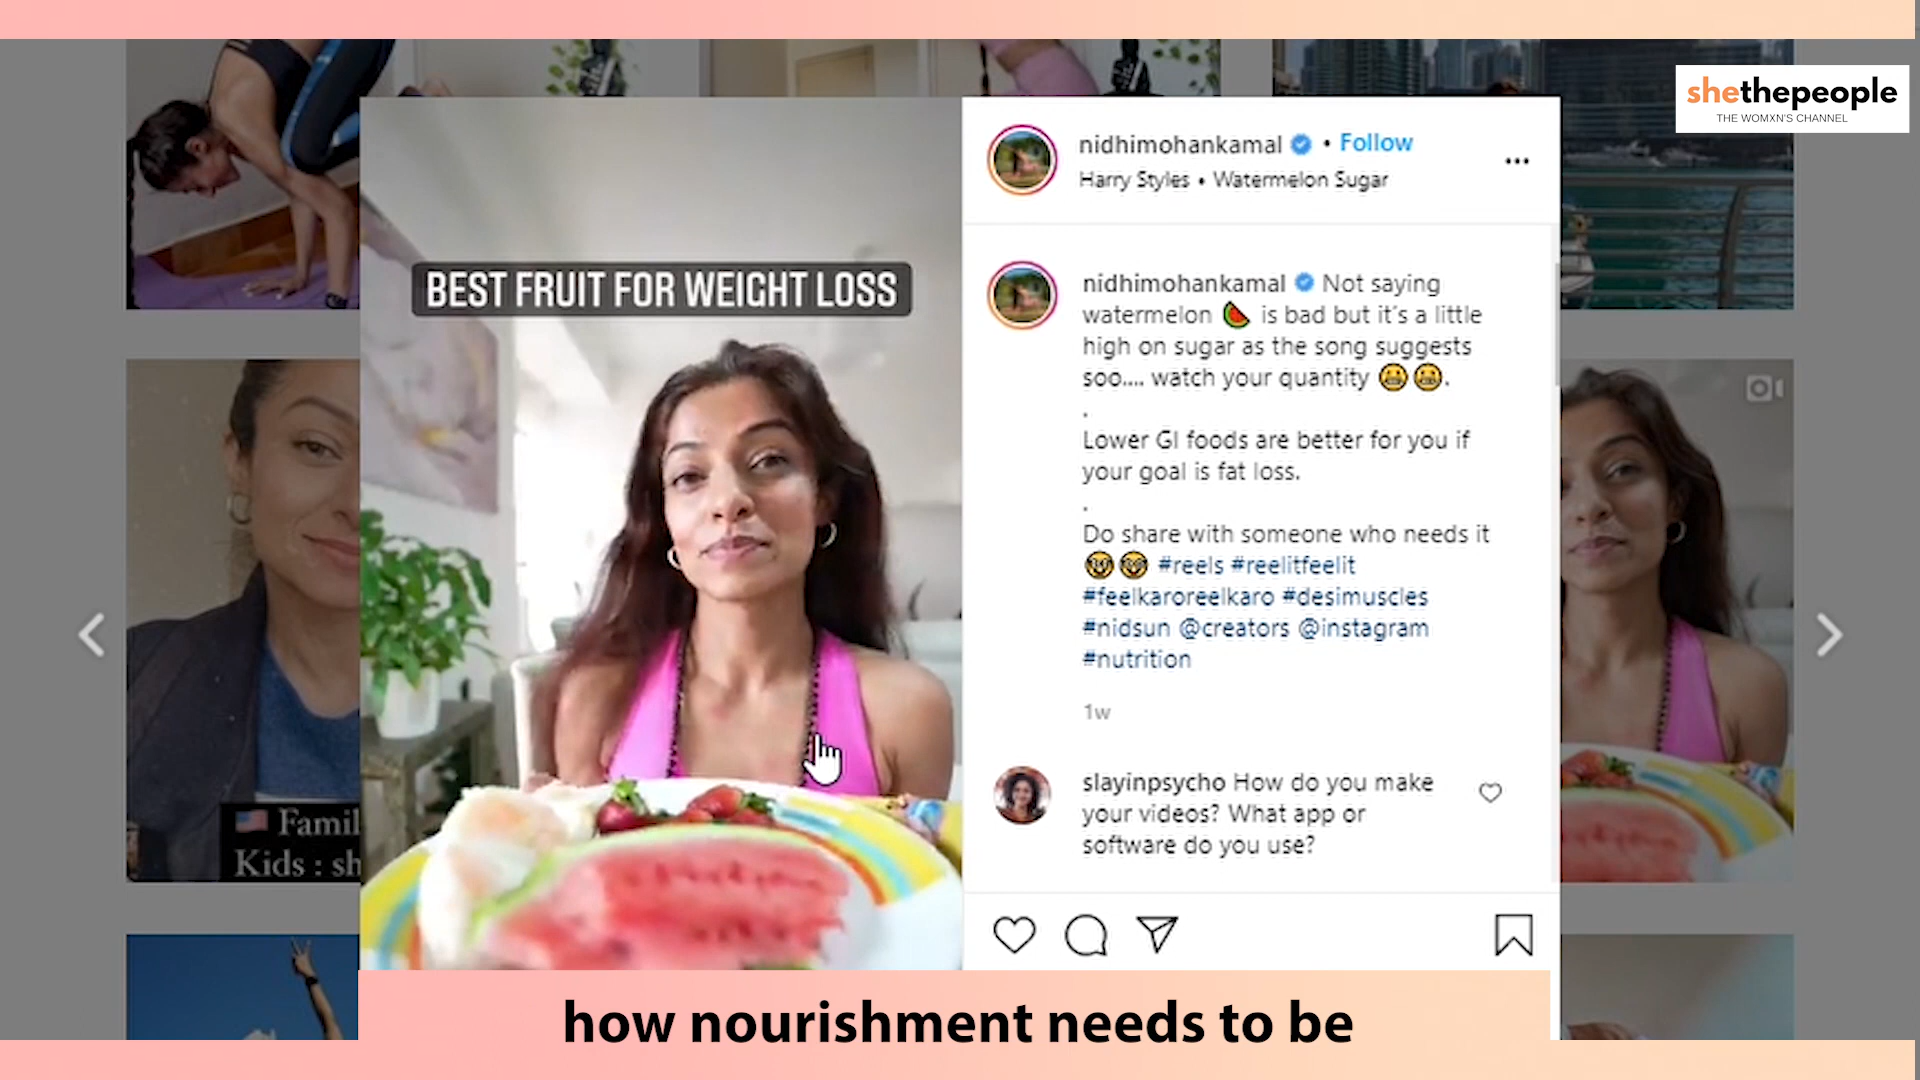 shethepeople
THE WOMXN'S CHANNEL
nidhimohankamal • Follow
Harry Styles • Watermelon Sugar
BEST FRUIT FOR WEIGHT LOSS
nidhimohankamal Not saying
watermelon 🍉 is bad but it's a little
high on sugar as the song suggests
soo.... watch your quantity 😬😬.
.
Lower GI foods are better for you if
your goal is fat loss.
.
Do share with someone who needs it
🤓🤓 #reels #reelitfeelit
#feelkaroreelkaro #desimuscles
#nidsun @creators @instagram
#nutrition
1w
slayinpsycho How do you make
your videos? What app or
software do you use?
🇺🇸 Famil
Kids : sh
how nourishment needs to be